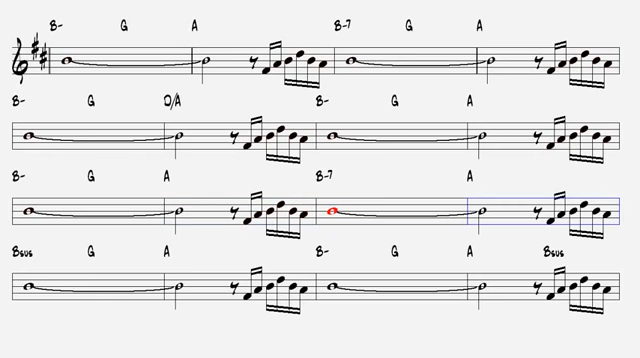 B- G A B-7 G A
B- G D/A B- G A
B- G A B-7 A
Bsus G A B- G A Bsus